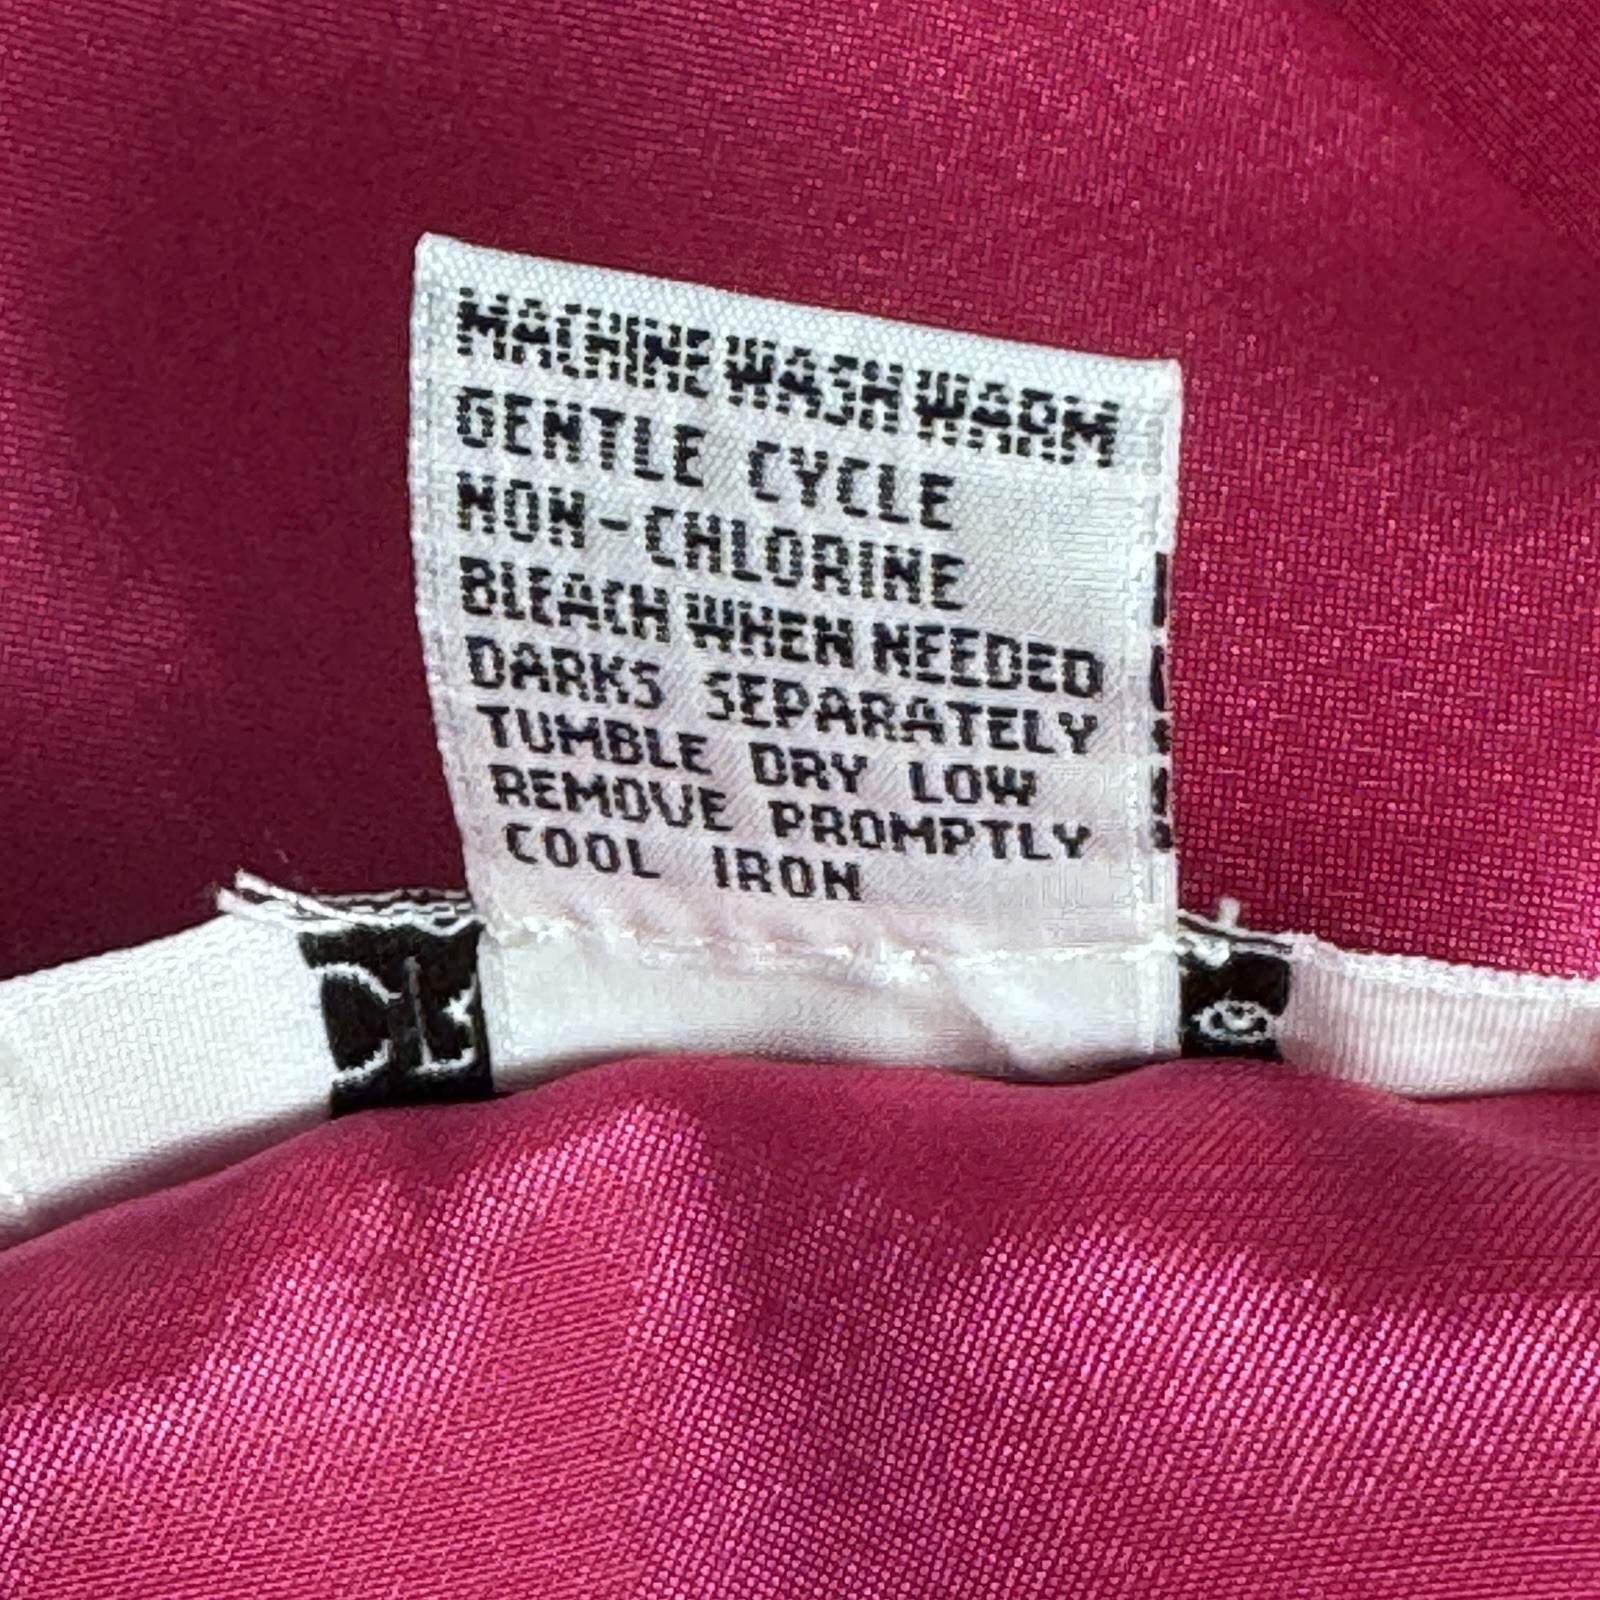 MACHINE WASH WARM
GENTLE CYCLE
NON-CHLORINE
BLEACH WHEN NEEDED
DARKS SEPARATELY
TUMBLE DRY LOW
REMOVE PROMPTLY
COOL IRON